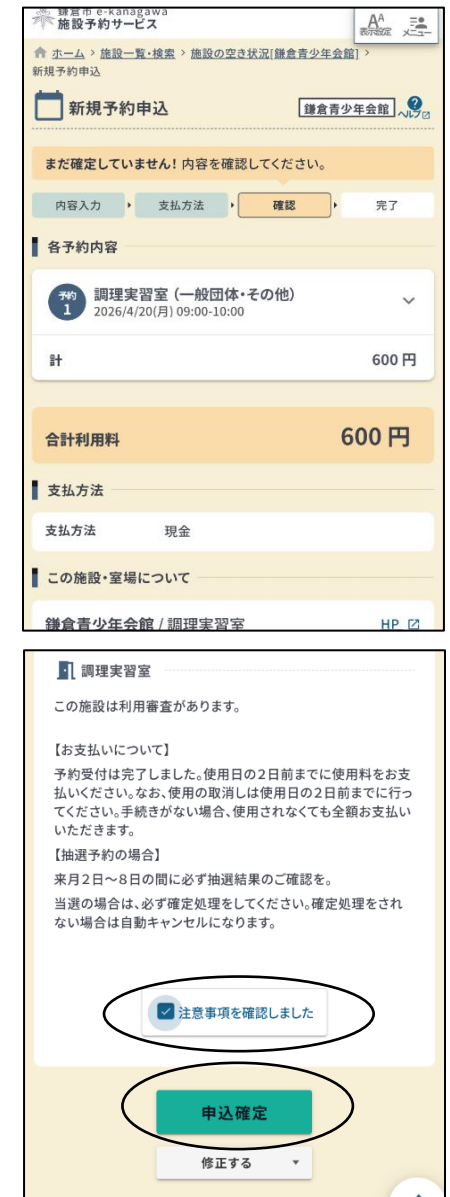 鎌倉市 e-kanagawa
施設予約サービス
AA
表示設定
メニュー
ホーム > 施設一覧・検索 > 施設の空き状況[鎌倉青少年会館] >
新規予約申込
新規予約申込
鎌倉青少年会館
ヘルプ
まだ確定していません! 内容を確認してください。
内容入力
支払方法
確認
完了
各予約内容
予約
1
調理実習室 (一般団体・その他)
2026/4/20(月) 09:00-10:00
計
600 円
合計利用料
600 円
支払方法
支払方法
現金
この施設・室場について
鎌倉青少年会館 / 調理実習室
HP
調理実習室
この施設は利用審査があります。
【お支払いについて】
予約受付は完了しました。使用日の2日前までに使用料をお支
払いください。なお、使用の取消しは使用日の2日前までに行っ
てください。手続きがない場合、使用されなくても全額お支払い
いただきます。
【抽選予約の場合】
来月2日~8日の間に必ず抽選結果のご確認を。
当選の場合は、必ず確定処理をしてください。確定処理をされ
ない場合は自動キャンセルになります。
注意事項を確認しました
申込確定
修正する